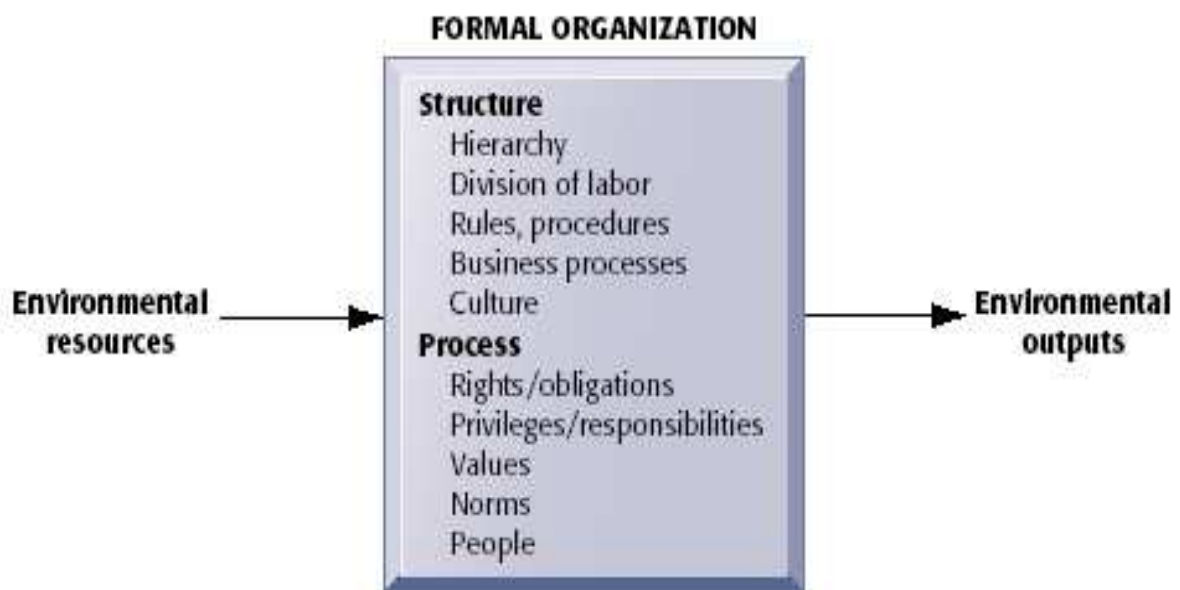 FORMAL ORGANIZATION
Structure
Hierarchy
Division of labor
Rules, procedures
Business processes
Culture
Process
Rights/obligations
Privileges/responsibilities
Values
Norms
People
Environmental
resources
Environmental
outputs